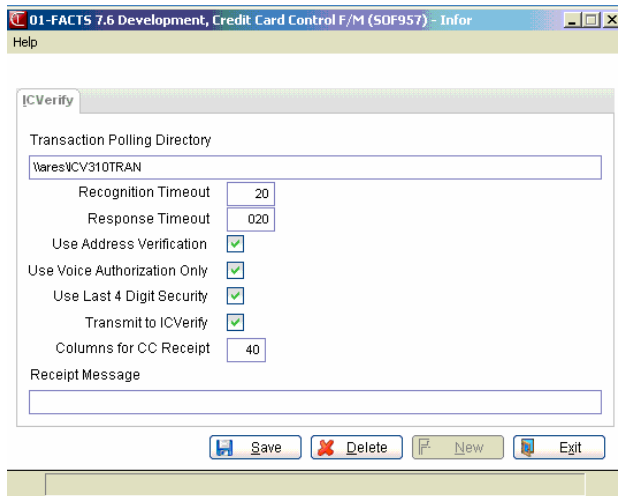 01-FACTS 7.6 Development, Credit Card Control F/M (SOF957) - Infor
Help
ICVerify
Transaction Polling Directory
\\ares\ICV310TRAN
Recognition Timeout 20
Response Timeout 020
Use Address Verification
Use Voice Authorization Only
Use Last 4 Digit Security
Transmit to ICVerify
Columns for CC Receipt 40
Receipt Message
Save Delete New Exit